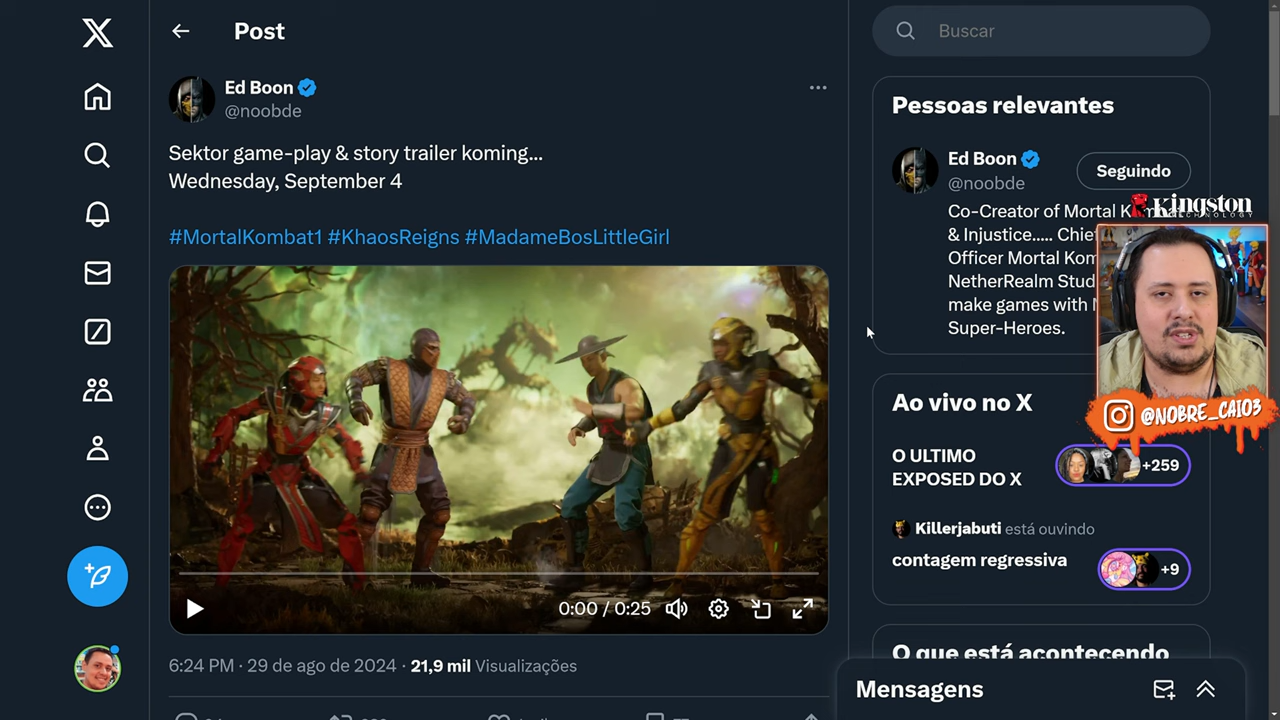 Post
Buscar
Ed Boon
@noobde
Sektor game-play & story trailer koming...
Wednesday, September 4
#MortalKombat1 #KhaosReigns #MadameBosLittleGirl
0:00 / 0:25
6:24 PM · 29 de ago de 2024 · 21,9 mil Visualizações
Pessoas relevantes
Ed Boon
@noobde
Seguindo
Co-Creator of Mortal K
& Injustice..... Chie
Officer Mortal Kom
NetherRealm Stud
make games with
Super-Heroes.
Kingston
TECHNOLOGY
@NOBRE_CAIO3
Ao vivo no X
O ULTIMO
EXPOSED DO X
+259
Killerjabuti está ouvindo
contagem regressiva
+9
O que está acontecendo
Mensagens